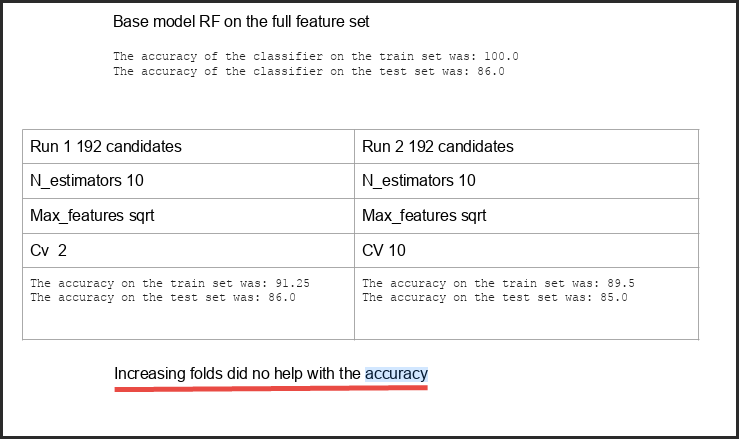 Base model RF on the full feature set
The accuracy of the classifier on the train set was: 100.0
The accuracy of the classifier on the test set was: 86.0
Run 1 192 candidates
Run 2 192 candidates
N_estimators 10
N_estimators 10
Max_features sqrt
Max_features sqrt
Cv 2
CV 10
The accuracy on the train set was: 91.25
The accuracy on the test set was: 86.0
The accuracy on the train set was: 89.5
The accuracy on the test set was: 85.0
Increasing folds did no help with the accuracy